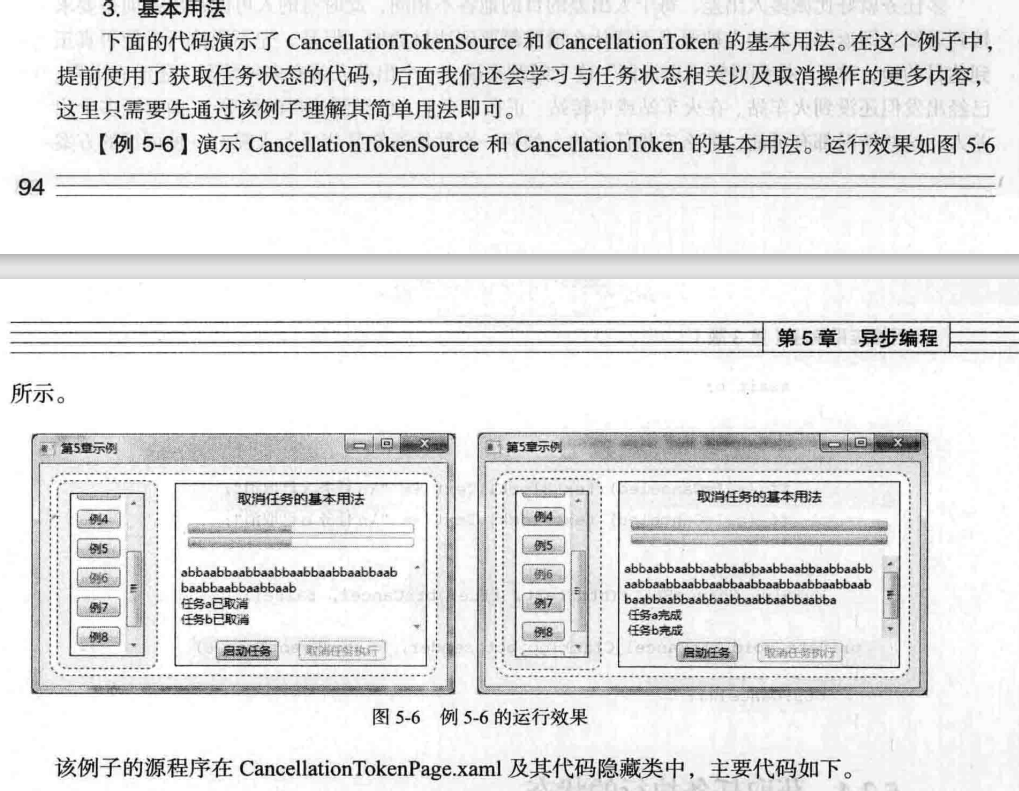 3. 基本用法
下面的代码演示了 CancellationTokenSource 和 CancellationToken 的基本用法。在这个例子中，
提前使用了获取任务状态的代码，后面我们还会学习与任务状态相关以及取消操作的更多内容，
这里只需要先通过该例子理解其简单用法即可。
【例 5-6】演示 CancellationTokenSource 和 CancellationToken 的基本用法。运行效果如图 5-6
94
第 5 章 异步编程
所示。
第5章示例
取消任务的基本用法
例4
例5
例6
例7
例8
abbaabbaabbaabbaabbaabbaabbaab
baabbaabbaabbaab
任务a已取消
任务b已取消
启动任务 取消任务执行
第5章示例
取消任务的基本用法
例4
例5
例6
例7
例8
abbaabbaabbaabbaabbaabbaabbaabb
aabbaabbaabbaabbaabbaabbaabbaab
baabbaabbaabbaabbaabbaabba
任务a完成
任务b完成
启动任务 取消任务执行
图 5-6 例 5-6 的运行效果
该例子的源程序在 CancellationTokenPage.xaml 及其代码隐藏类中，主要代码如下。